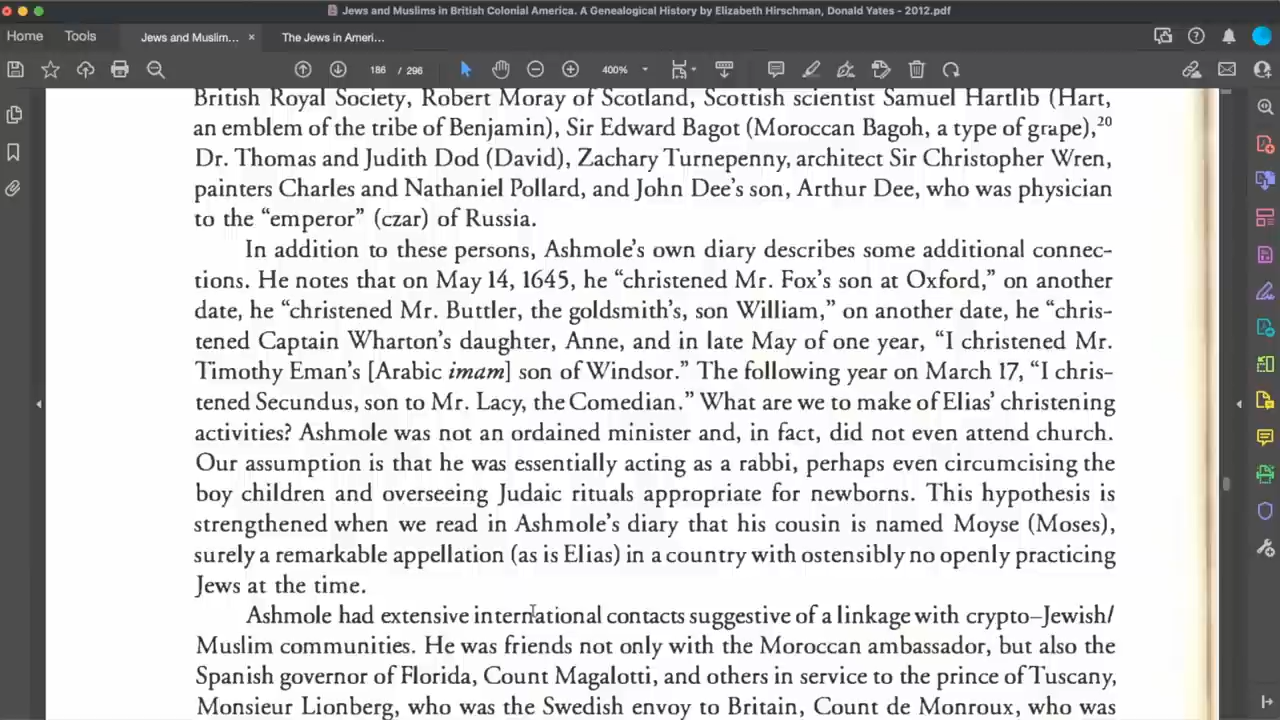 Jews and Muslims in British Colonial America. A Genealogical History by Elizabeth Hirschman, Donald Yates - 2012.pdf
Home Tools Jews and Muslim... × The Jews in Ameri...
186 / 296 400%
British Royal Society, Robert Moray of Scotland, Scottish scientist Samuel Hartlib (Hart,
an emblem of the tribe of Benjamin), Sir Edward Bagot (Moroccan Bagoh, a type of grape),20
Dr. Thomas and Judith Dod (David), Zachary Turnepenny, architect Sir Christopher Wren,
painters Charles and Nathaniel Pollard, and John Dee's son, Arthur Dee, who was physician
to the "emperor" (czar) of Russia.
In addition to these persons, Ashmole's own diary describes some additional connec-
tions. He notes that on May 14, 1645, he "christened Mr. Fox's son at Oxford," on another
date, he "christened Mr. Buttler, the goldsmith's, son William," on another date, he "chris-
tened Captain Wharton's daughter, Anne, and in late May of one year, "I christened Mr.
Timothy Eman's [Arabic imam] son of Windsor." The following year on March 17, "I chris-
tened Secundus, son to Mr. Lacy, the Comedian." What are we to make of Elias' christening
activities? Ashmole was not an ordained minister and, in fact, did not even attend church.
Our assumption is that he was essentially acting as a rabbi, perhaps even circumcising the
boy children and overseeing Judaic rituals appropriate for newborns. This hypothesis is
strengthened when we read in Ashmole's diary that his cousin is named Moyse (Moses),
surely a remarkable appellation (as is Elias) in a country with ostensibly no openly practicing
Jews at the time.
Ashmole had extensive international contacts suggestive of a linkage with crypto–Jewish/
Muslim communities. He was friends not only with the Moroccan ambassador, but also the
Spanish governor of Florida, Count Magalotti, and others in service to the prince of Tuscany,
Monsieur Lionberg, who was the Swedish envoy to Britain, Count de Monroux, who was